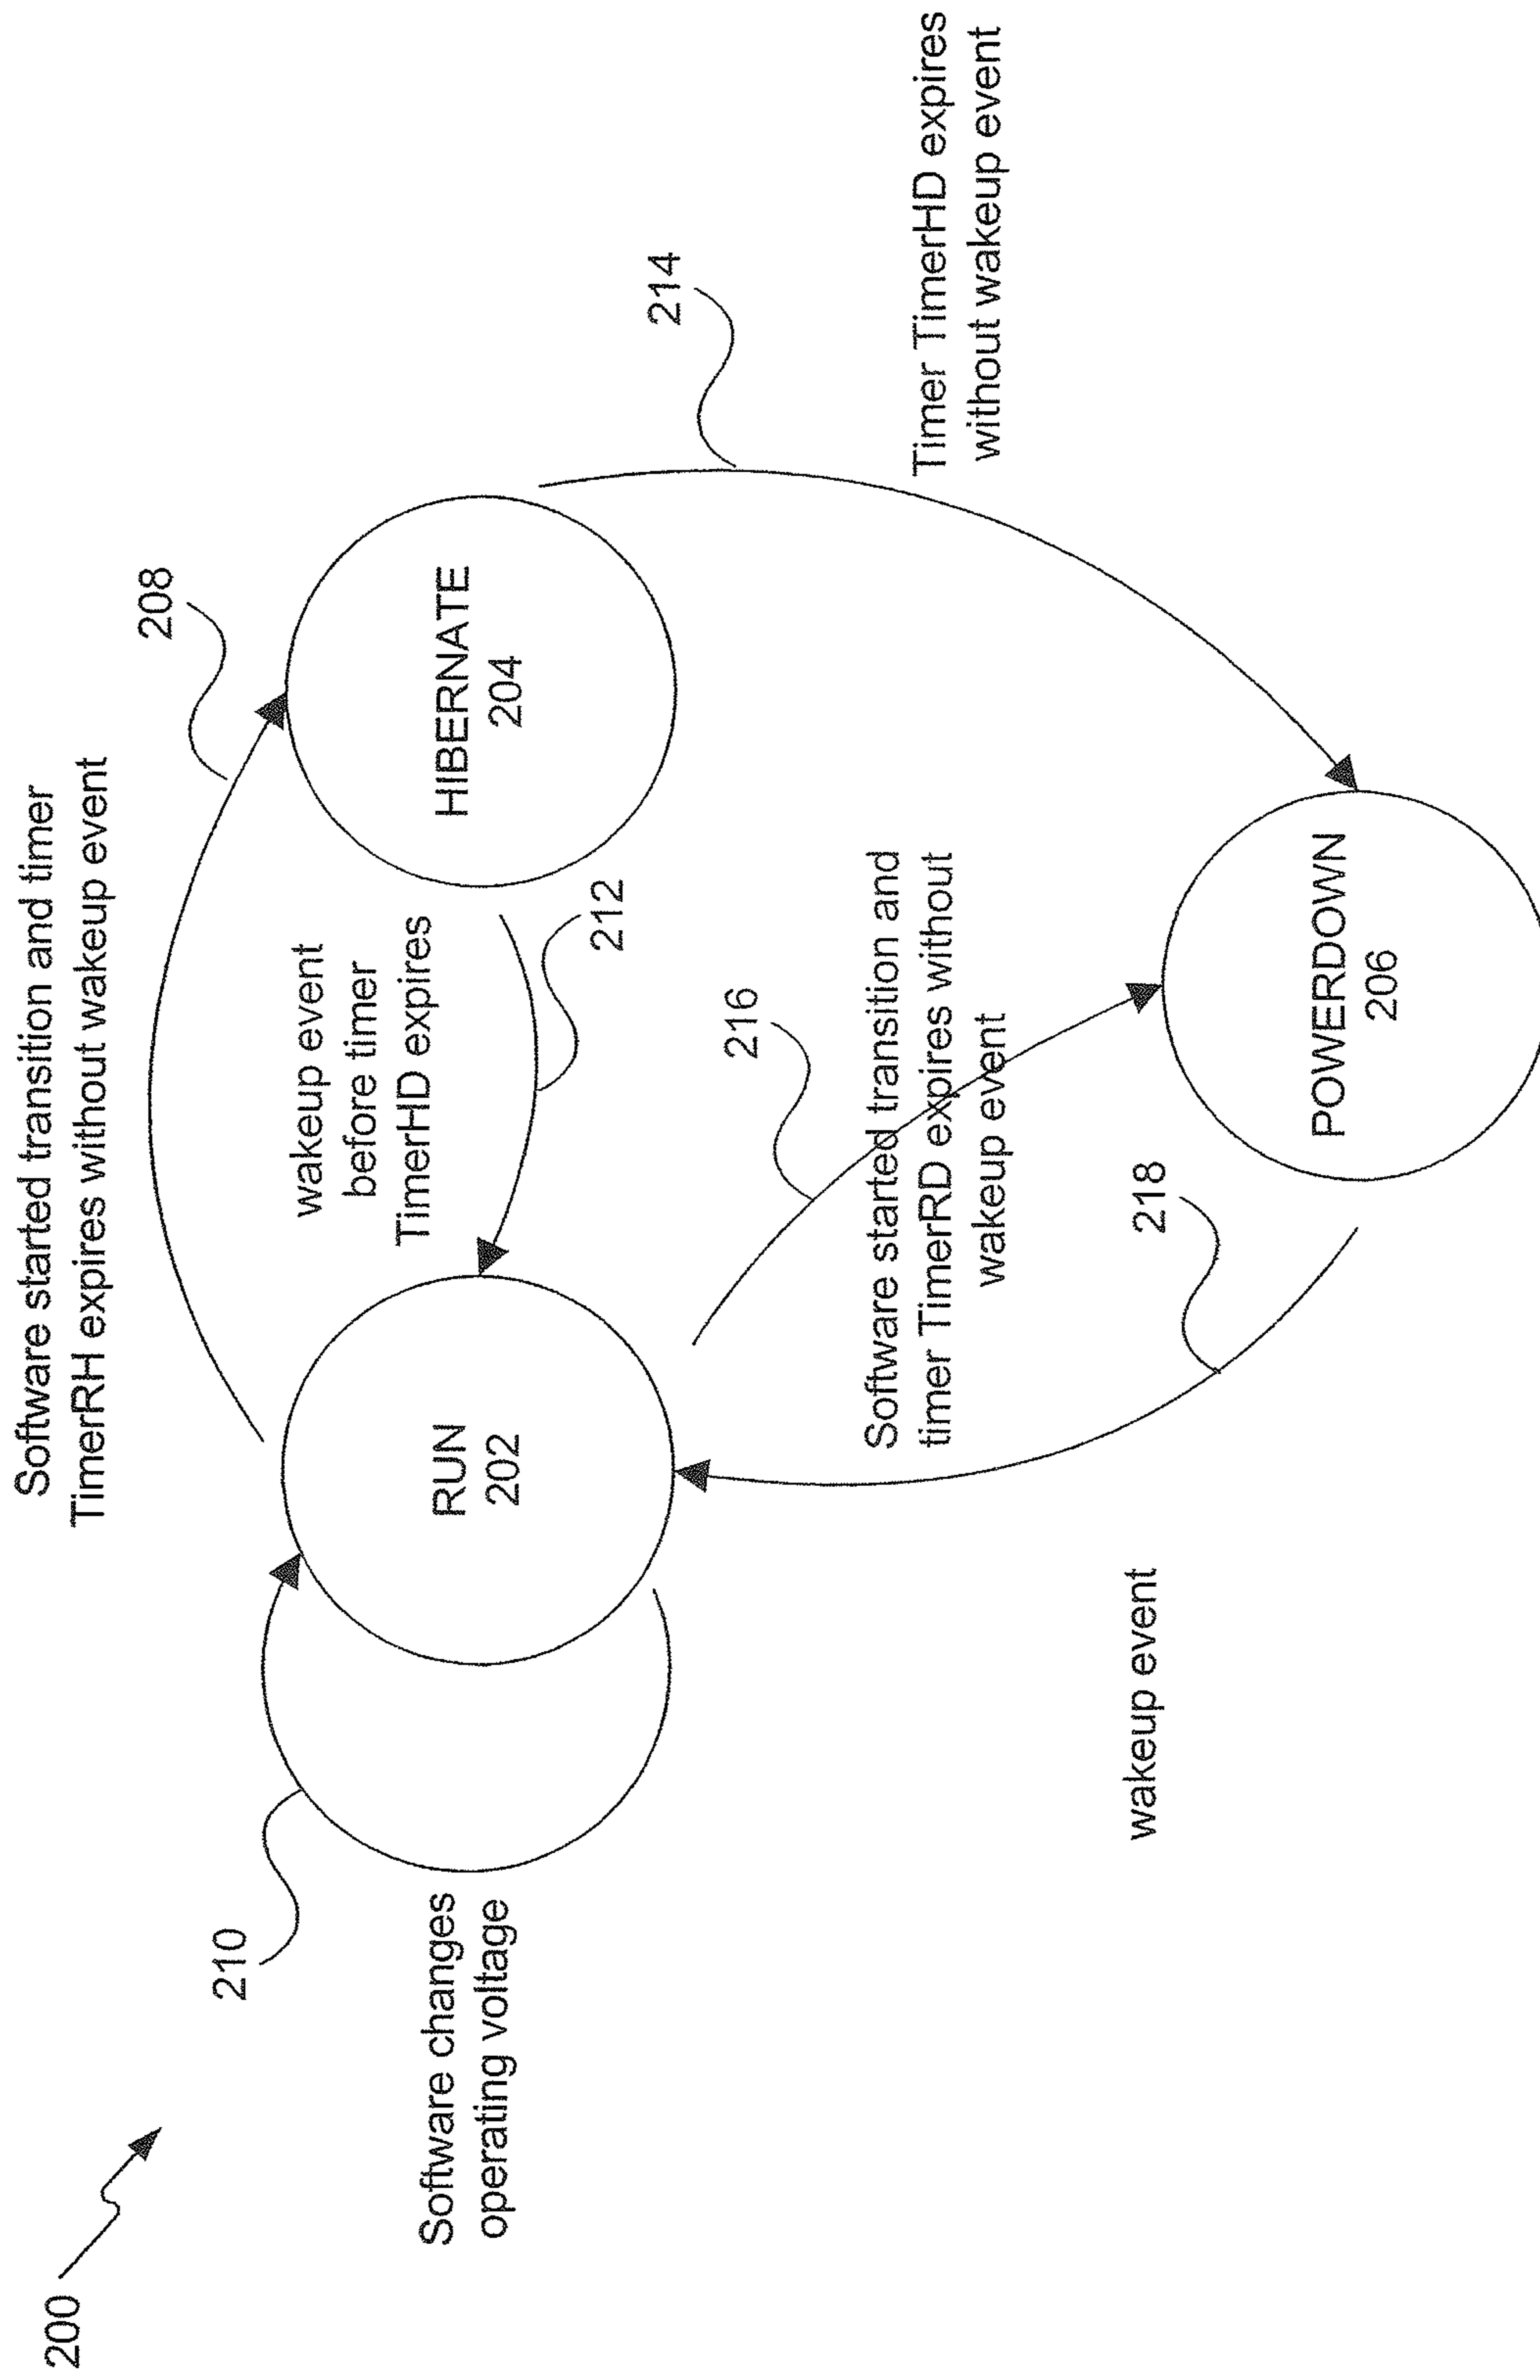 200
Software changes
operating voltage
210
Software started transition and timer
TimerRH expires without wakeup event
208
RUN
202
wakeup event
before timer
TimerHD expires
212
HIBERNATE
204
214
Timer TimerHD expires
without wakeup event
216
Software started transition and
timer TimerRD expires without
wakeup event
218
wakeup event
POWERDOWN
206